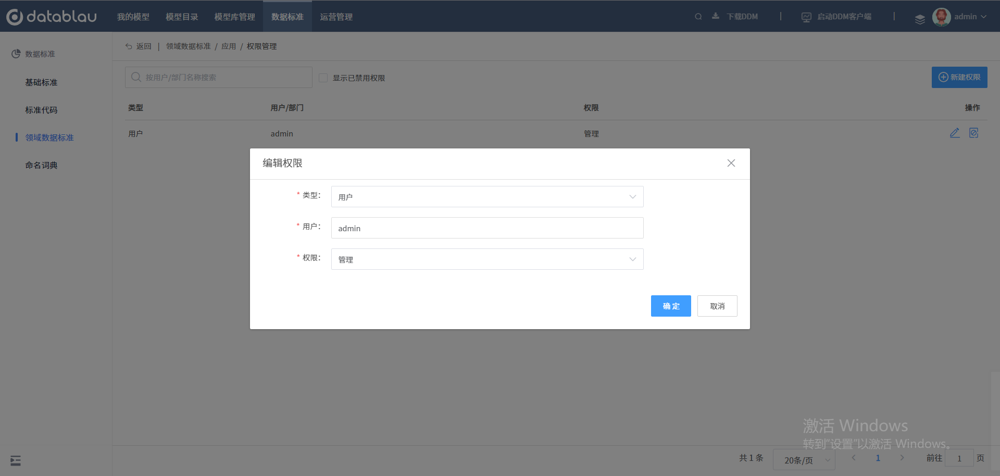 datablau 我的模型 模型目录 模型库管理 数据标准 运营管理 下载DDM | 启动DDM客户端 | admin
数据标准
基础标准
标准代码
领域数据标准
命名词典
返回 | 领域数据标准 / 应用 / 权限管理
按用户/部门名称搜索 显示已禁用权限 新建权限
类型 用户/部门 权限 操作
用户 admin 管理
编辑权限
* 类型： 用户
* 用户： admin
* 权限： 管理
确 定 取消
激活 Windows
转到“设置”以激活 Windows。
共 1 条 20条/页 1 前往 1 页